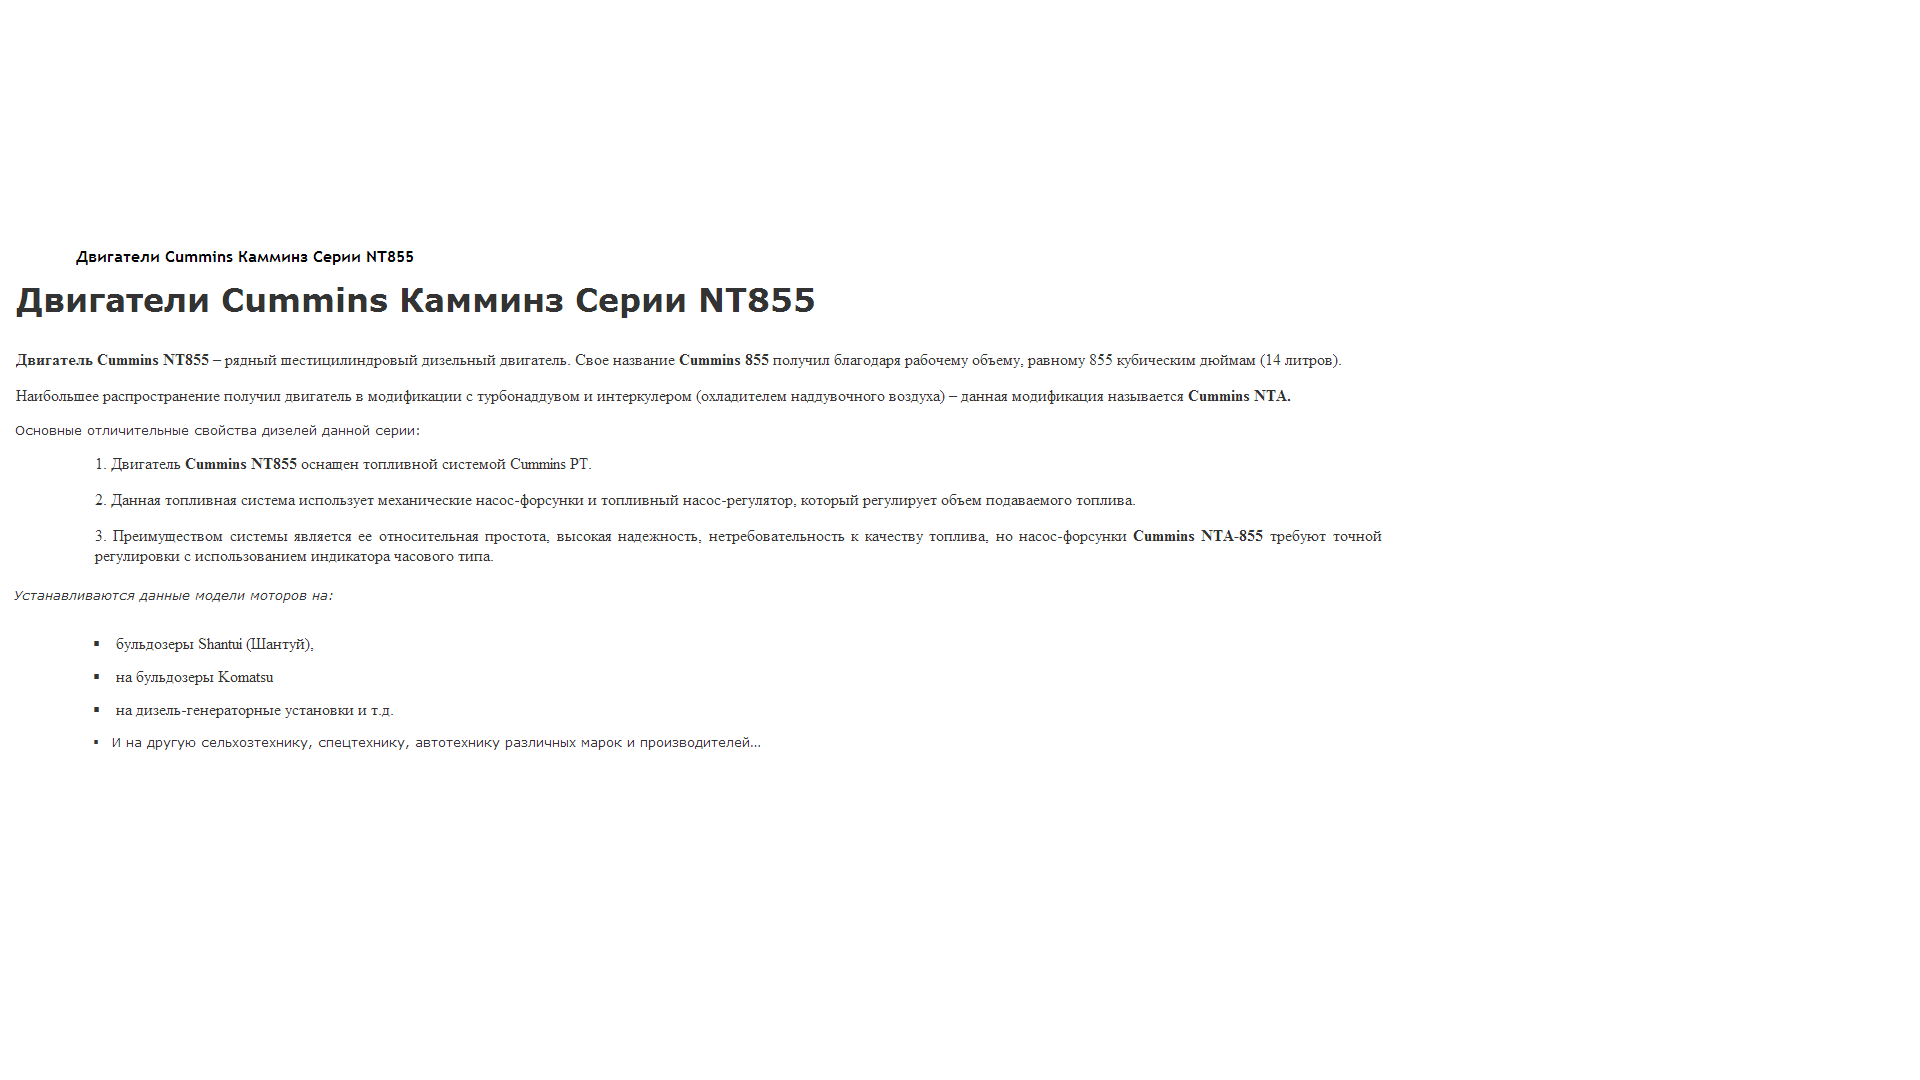 Двигатели Cummins Камминз Серии NT855
Двигатели Cummins Камминз Серии NT855
Двигатель Cummins NT855 – рядный шестицилиндровый дизельный двигатель. Свое название Cummins 855 получил благодаря рабочему объему, равному 855 кубическим дюймам (14 литров).
Наибольшее распространение получил двигатель в модификации с турбонаддувом и интеркулером (охладителем наддувочного воздуха) – данная модификация называется Cummins NTA.
Основные отличительные свойства дизелей данной серии:
1. Двигатель Cummins NT855 оснащен топливной системой Cummins PT.
2. Данная топливная система использует механические насос-форсунки и топливный насос-регулятор, который регулирует объем подаваемого топлива.
3. Преимуществом системы является ее относительная простота, высокая надежность, нетребовательность к качеству топлива, но насос-форсунки Cummins NTA-855 требуют точной
регулировки с использованием индикатора часового типа.
Устанавливаются данные модели моторов на:
▪ бульдозеры Shantui (Шантуй),
▪ на бульдозеры Komatsu
▪ на дизель-генераторные установки и т.д.
▪ И на другую сельхозтехнику, спецтехнику, автотехнику различных марок и производителей...